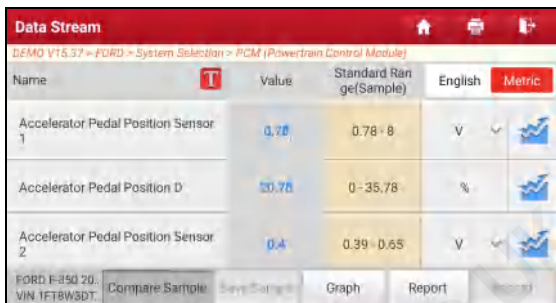 Data Stream
DEMO V15.37 > FORD > System Selection > PCM (Powertrain Control Module)
Name T Value Standard Ran English Metric
ge(Sample)
Accelerator Pedal Position Sensor 0.78 0.78 - 8 V
1
Accelerator Pedal Position D 20.78 0 - 35.78 %
Accelerator Pedal Position Sensor 0.4 0.39 - 0.65 V
2
FORD F-350 20.. Compare Sample Save Sample Graph Report
VIN 1FT8W3DT..